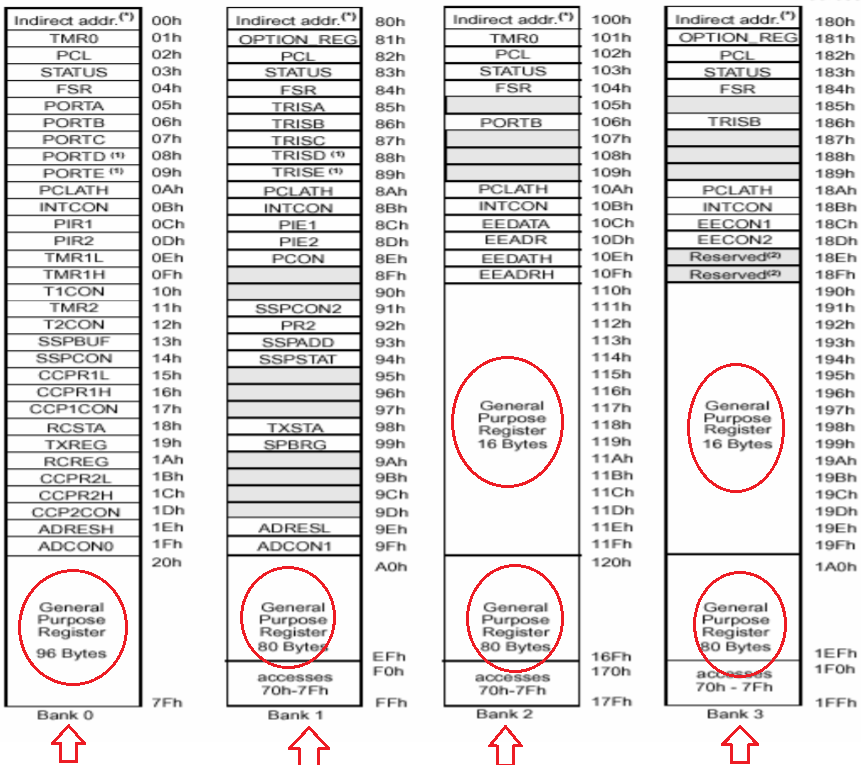 Indirect addr.(*) 00h
TMR0 01h
PCL 02h
STATUS 03h
FSR 04h
PORTA 05h
PORTB 06h
PORTC 07h
PORTD (1) 08h
PORTE (1) 09h
PCLATH 0Ah
INTCON 0Bh
PIR1 0Ch
PIR2 0Dh
TMR1L 0Eh
TMR1H 0Fh
T1CON 10h
TMR2 11h
T2CON 12h
SSPBUF 13h
SSPCON 14h
CCPR1L 15h
CCPR1H 16h
CCP1CON 17h
RCSTA 18h
TXREG 19h
RCREG 1Ah
CCPR2L 1Bh
CCPR2H 1Ch
CCP2CON 1Dh
ADRESH 1Eh
ADCON0 1Fh
20h
General
Purpose
Register
96 Bytes
7Fh
Bank 0
Indirect addr.(*) 80h
OPTION_REG 81h
PCL 82h
STATUS 83h
FSR 84h
TRISA 85h
TRISB 86h
TRISC 87h
TRISD (1) 88h
TRISE (1) 89h
PCLATH 8Ah
INTCON 8Bh
PIE1 8Ch
PIE2 8Dh
PCON 8Eh
8Fh
90h
SSPCON2 91h
PR2 92h
SSPADD 93h
SSPSTAT 94h
95h
96h
97h
TXSTA 98h
SPBRG 99h
9Ah
9Bh
9Ch
9Dh
ADRESL 9Eh
ADCON1 9Fh
A0h
General
Purpose
Register
80 Bytes
EFh
F0h
accesses
70h-7Fh
FFh
Bank 1
Indirect addr.(*) 100h
TMR0 101h
PCL 102h
STATUS 103h
FSR 104h
105h
PORTB 106h
107h
108h
109h
PCLATH 10Ah
INTCON 10Bh
EEDATA 10Ch
EEADR 10Dh
EEDATH 10Eh
EEADRH 10Fh
110h
111h
112h
113h
114h
115h
General 116h
Purpose 117h
Register 118h
16 Bytes 119h
11Ah
11Bh
11Ch
11Dh
11Eh
11Fh
120h
General
Purpose
Register
80 Bytes
16Fh
170h
accesses
70h-7Fh
17Fh
Bank 2
Indirect addr.(*) 180h
OPTION_REG 181h
PCL 182h
STATUS 183h
FSR 184h
185h
TRISB 186h
187h
188h
189h
PCLATH 18Ah
INTCON 18Bh
EECON1 18Ch
EECON2 18Dh
Reserved(2) 18Eh
Reserved(2) 18Fh
190h
191h
192h
193h
194h
195h
General 196h
Purpose 197h
Register 198h
16 Bytes 199h
19Ah
19Bh
19Ch
19Dh
19Eh
19Fh
1A0h
General
Purpose
Register
80 Bytes
1EFh
1F0h
accesses
70h - 7Fh
1FFh
Bank 3